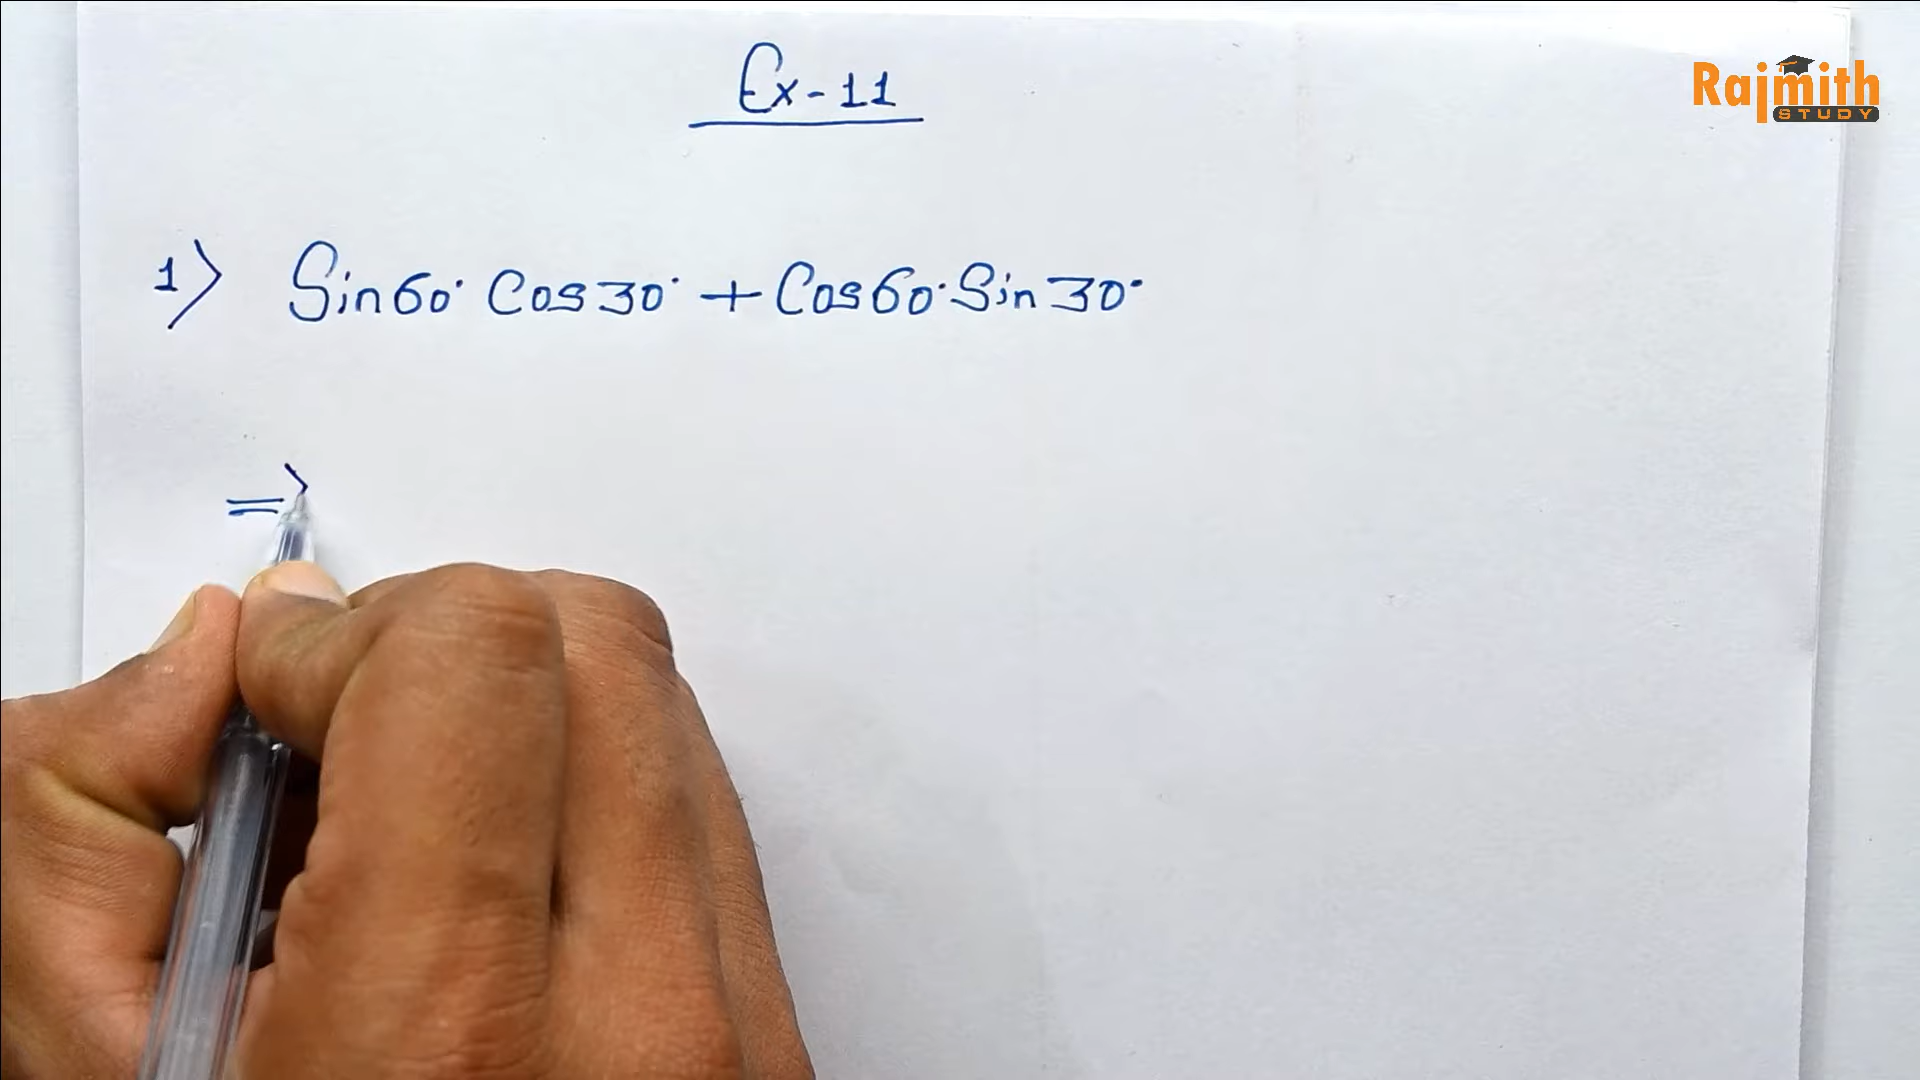 Ex-11
Rajmith
STUDY
1) Sin60° Cos30° + Cos60°.Sin30°
=>